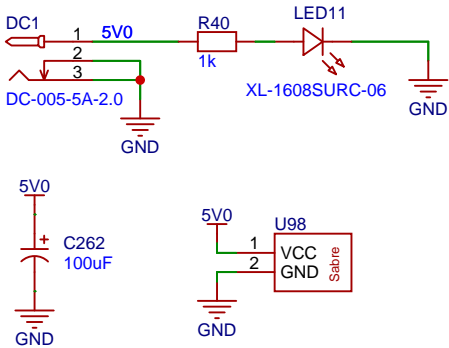 DC1
1
5V0
2
3
DC-005-5A-2.0
GND
R40
1k
LED11
XL-1608SURC-06
GND
5V0
+
C262
100uF
GND
5V0
U98
1
VCC
2
GND
Sabre
GND